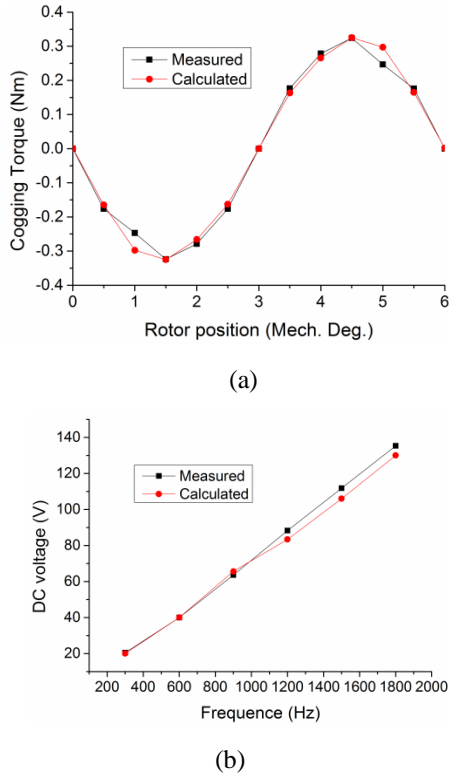 0.4
0.3
0.2
0.1
0.0
-0.1
-0.2
-0.3
-0.4
Cogging Torque (Nm)
Measured
Calculated
0 1 2 3 4 5 6
Rotor position (Mech. Deg.)
(a)
140
120
100
80
60
40
20
DC voltage (V)
Measured
Calculated
200 400 600 800 1000 1200 1400 1600 1800 2000
Frequence (Hz)
(b)